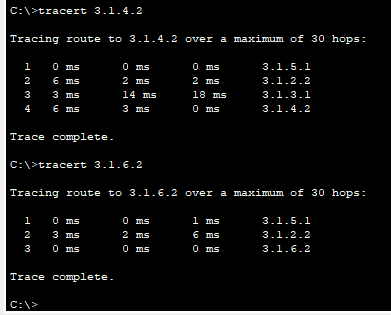 C:\>tracert 3.1.4.2
Tracing route to 3.1.4.2 over a maximum of 30 hops:
1 0 ms 0 ms 0 ms 3.1.5.1
2 6 ms 2 ms 2 ms 3.1.2.2
3 3 ms 14 ms 18 ms 3.1.3.1
4 6 ms 3 ms 0 ms 3.1.4.2
Trace complete.
C:\>tracert 3.1.6.2
Tracing route to 3.1.6.2 over a maximum of 30 hops:
1 0 ms 0 ms 1 ms 3.1.5.1
2 3 ms 2 ms 6 ms 3.1.2.2
3 0 ms 0 ms 0 ms 3.1.6.2
Trace complete.
C:\>